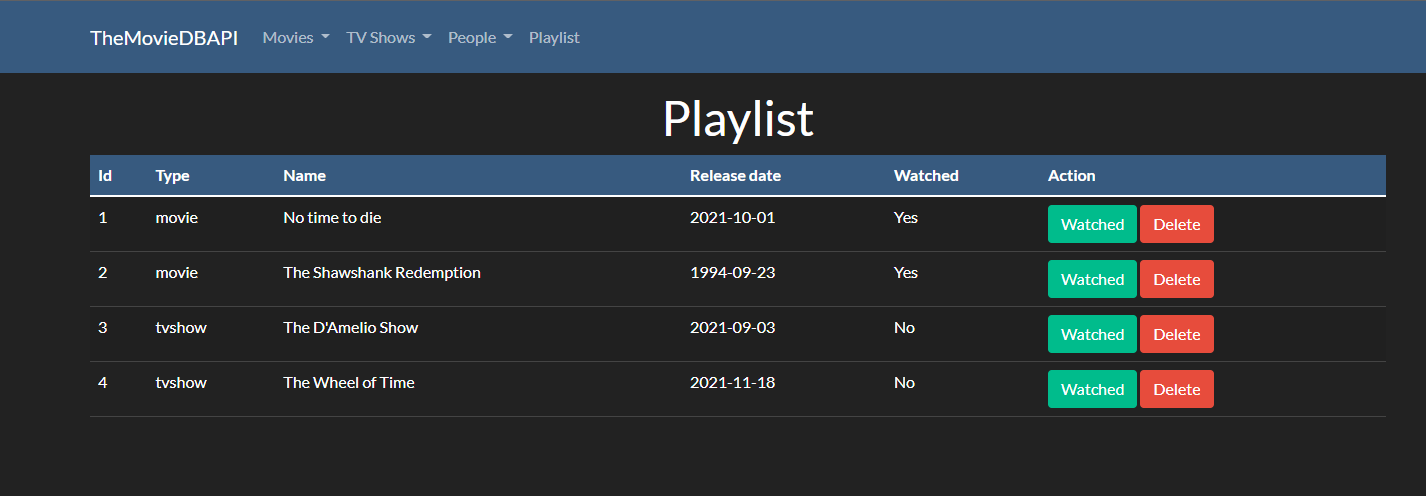 TheMovieDBAPI Movies TV Shows People Playlist
Playlist
Id Type Name Release date Watched Action
1 movie No time to die 2021-10-01 Yes Watched Delete
2 movie The Shawshank Redemption 1994-09-23 Yes Watched Delete
3 tvshow The D'Amelio Show 2021-09-03 No Watched Delete
4 tvshow The Wheel of Time 2021-11-18 No Watched Delete